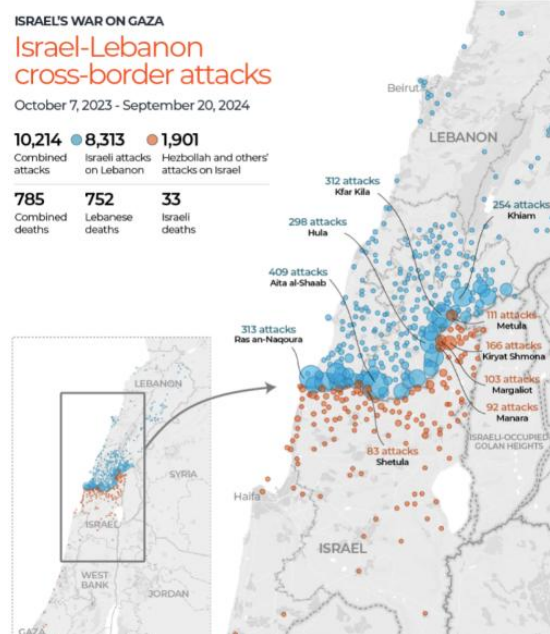 ISRAEL'S WAR ON GAZA
Israel-Lebanon
cross-border attacks
October 7, 2023 - September 20, 2024
10,214 8,313 1,901
Combined Israeli attacks Hezbollah and others'
attacks on Lebanon attacks on Israel
785 752 33
Combined Lebanese Israeli
deaths deaths deaths
Beirut
LEBANON
312 attacks
Kfar Kila
254 attacks
Khiam
298 attacks
Hula
409 attacks
Aita al-Shaab
313 attacks
Ras an-Naqoura
111 attacks
Metula
166 attacks
Kiryat Shmona
103 attacks
Margaliot
92 attacks
Manara
83 attacks
Shetula
ISRAELI-OCCUPIED
GOLAN HEIGHTS
Haifa
ISRAEL
LEBANON
SYRIA
ISRAEL
WEST
BANK
JORDAN
GAZA